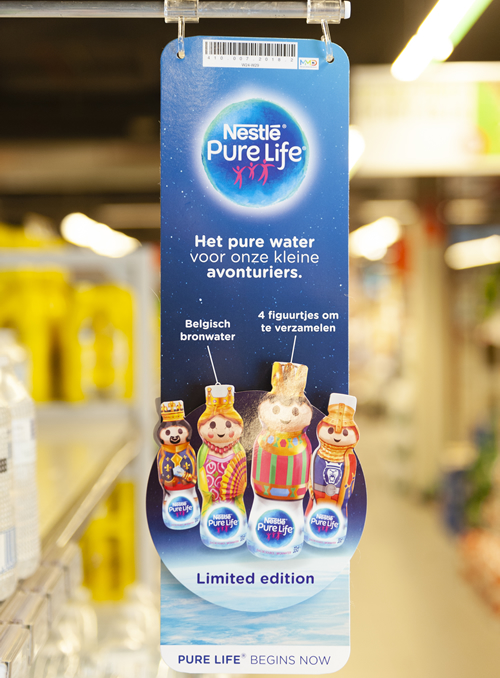 Nestlé®
Pure Life®
Het pure water
voor onze kleine
avonturiers.
Belgisch
bronwater
4 figuurtjes om
te verzamelen
Nestlé
Pure Life
Nestlé
Pure Life
Nestlé
Pure Life
Nestlé
Pure Life
Limited edition
PURE LIFE® BEGINS NOW